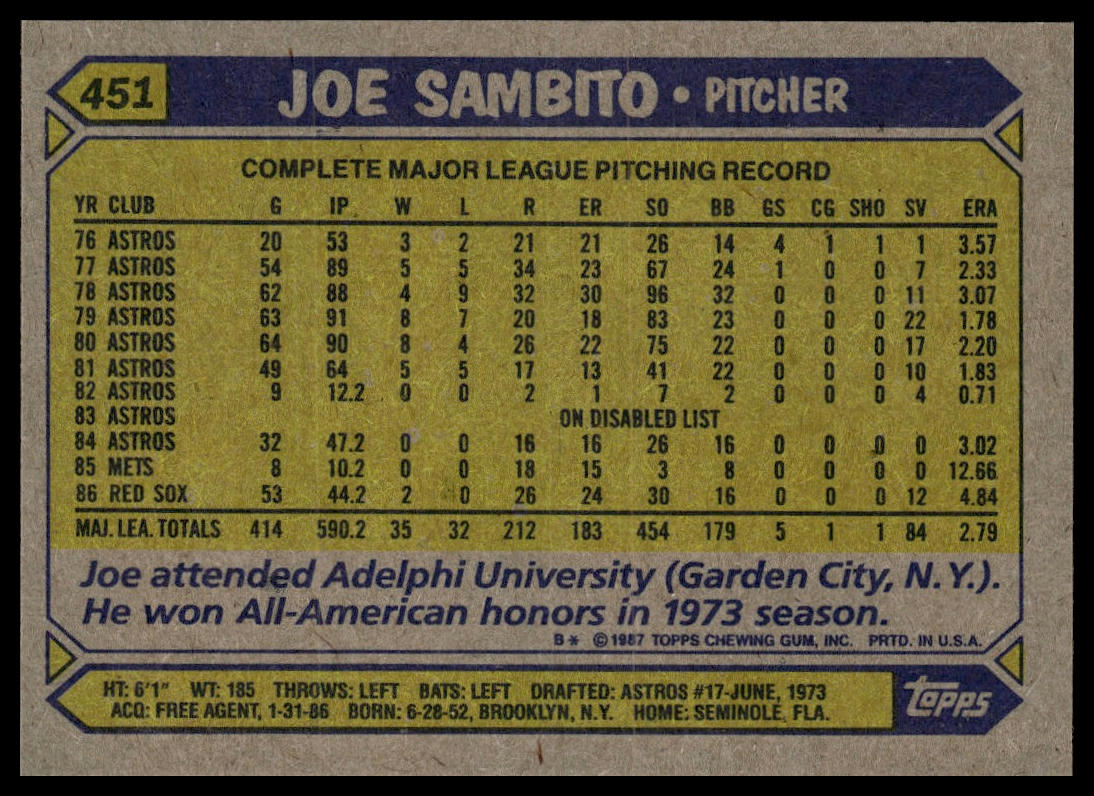 451 JOE SAMBITO • PITCHER
COMPLETE MAJOR LEAGUE PITCHING RECORD
YR CLUB G IP W L R ER SO BB GS CG SHO SV ERA
76 ASTROS 20 53 3 2 21 21 26 14 4 1 1 1 3.57
77 ASTROS 54 89 5 5 34 23 67 24 1 0 0 7 2.33
78 ASTROS 62 88 4 9 32 30 96 32 0 0 0 11 3.07
79 ASTROS 63 91 8 7 20 18 83 23 0 0 0 22 1.78
80 ASTROS 64 90 8 4 26 22 75 22 0 0 0 17 2.20
81 ASTROS 49 64 5 5 17 13 41 22 0 0 0 10 1.83
82 ASTROS 9 12.2 0 0 2 1 7 2 0 0 0 4 0.71
83 ASTROS ON DISABLED LIST
84 ASTROS 32 47.2 0 0 16 16 26 16 0 0 0 0 3.02
85 METS 8 10.2 0 0 18 15 3 8 0 0 0 0 12.66
86 RED SOX 53 44.2 2 0 26 24 30 16 0 0 0 12 4.84
MAJ. LEA. TOTALS 414 590.2 35 32 212 183 454 179 5 1 1 84 2.79
Joe attended Adelphi University (Garden City, N.Y.).
He won All-American honors in 1973 season.
B* ©1987 TOPPS CHEWING GUM, INC. PRTD. IN U.S.A.
HT: 6'1" WT: 185 THROWS: LEFT BATS: LEFT DRAFTED: ASTROS #17-JUNE, 1973
ACQ: FREE AGENT, 1-31-86 BORN: 6-28-52, BROOKLYN, N.Y. HOME: SEMINOLE, FLA.
topps